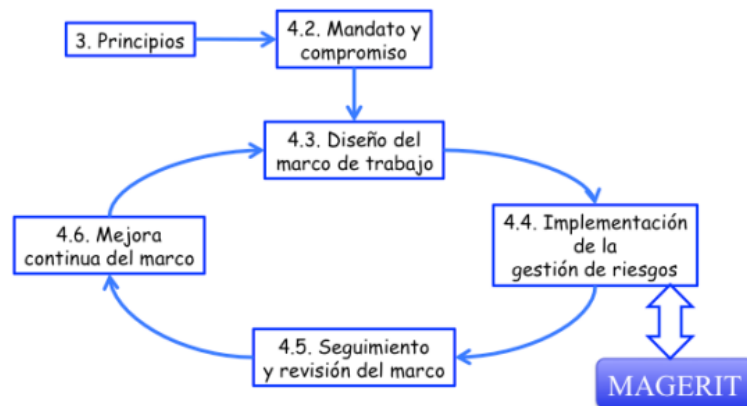 3. Principios
4.2. Mandato y
compromiso
4.3. Diseño del
marco de trabajo
4.4. Implementación
de la
gestión de riesgos
4.6. Mejora
continua del marco
4.5. Seguimiento
y revisión del marco
MAGERIT